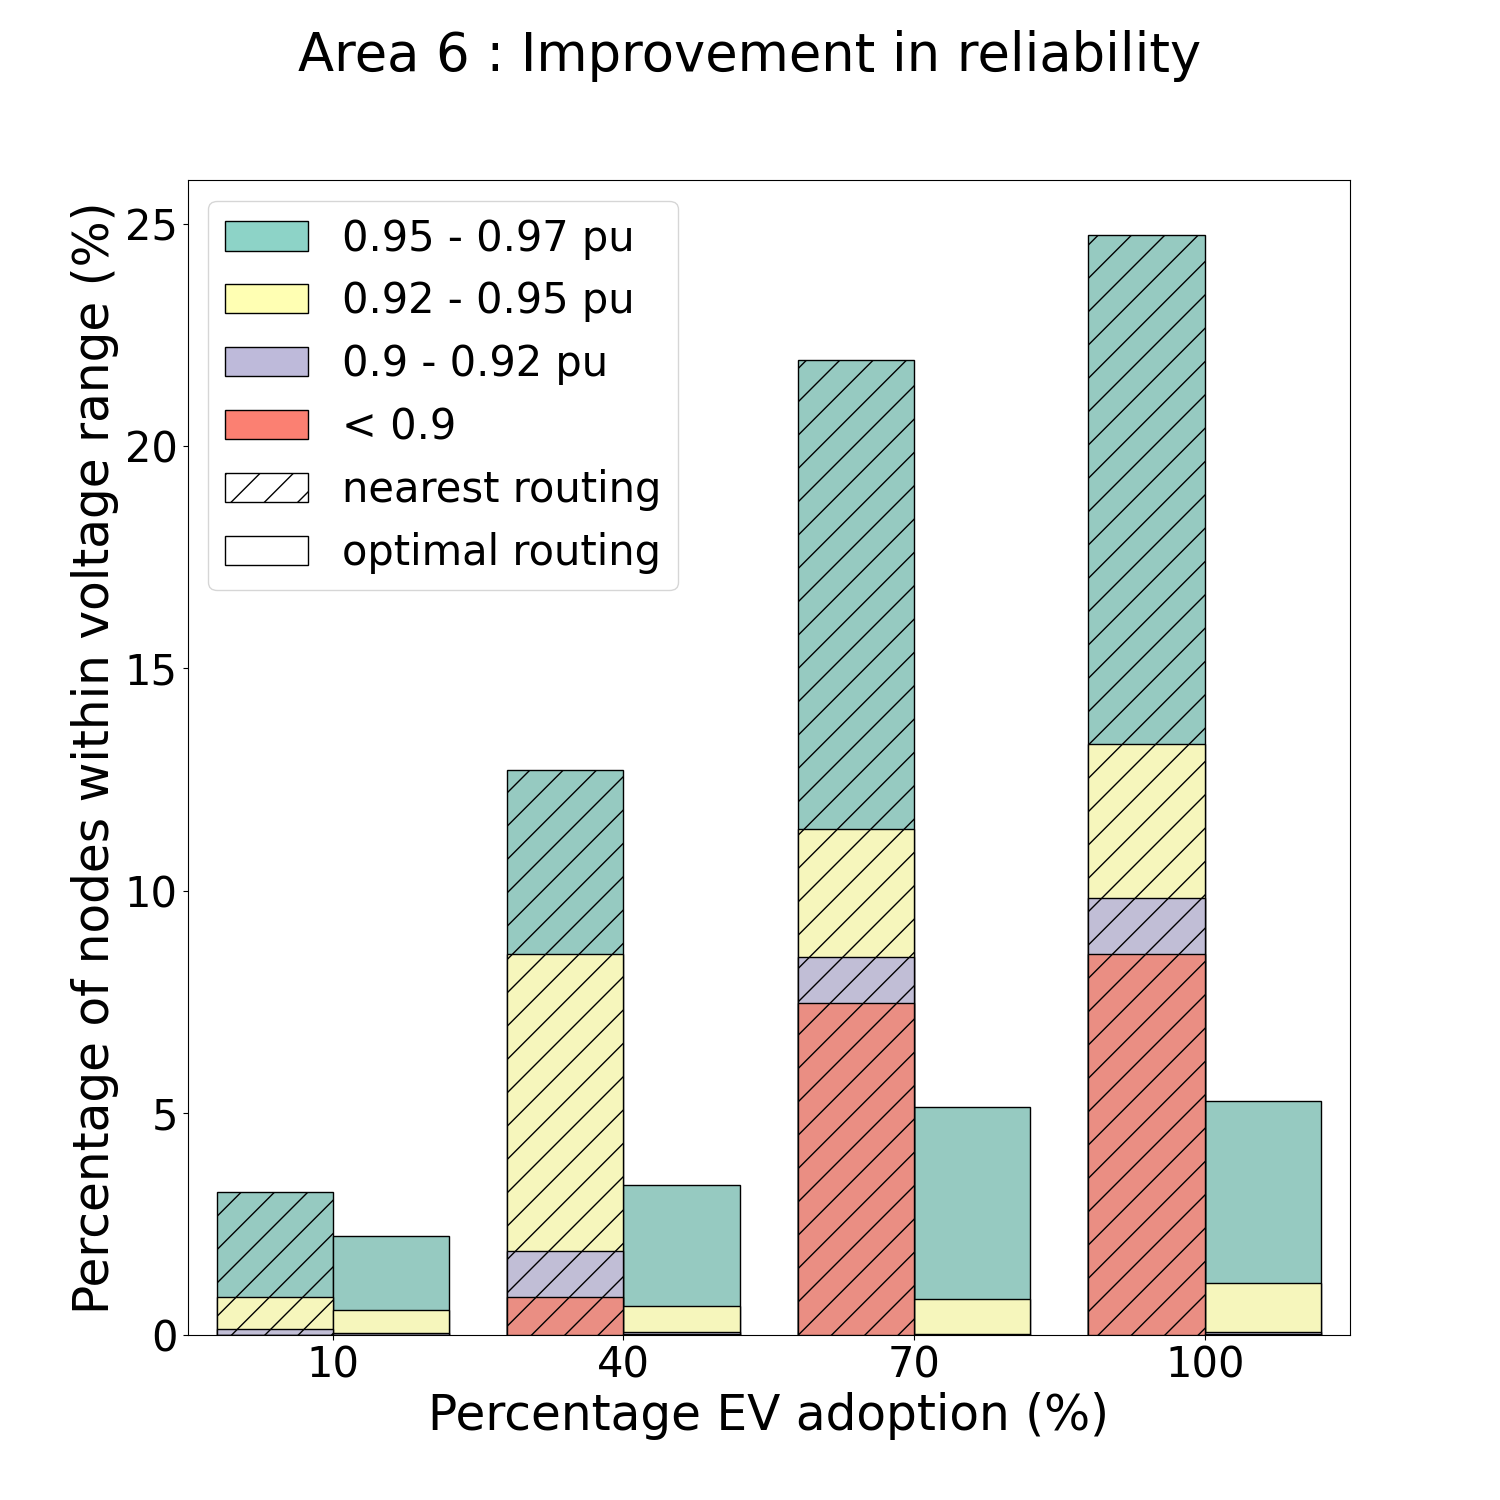 Area 6 : Improvement in reliability
Percentage of nodes within voltage range (%)
25
20
15
10
5
0
0.95 - 0.97 pu
0.92 - 0.95 pu
0.9 - 0.92 pu
< 0.9
nearest routing
optimal routing
10 40 70 100
Percentage EV adoption (%)